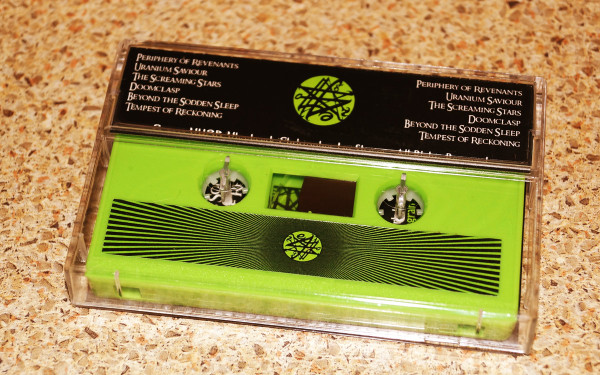 Periphery of Revenants
Uranium Saviour
The Screaming Stars
Doomclasp
Beyond the Sodden Sleep
Tempest of Reckoning
Periphery of Revenants
Uranium Saviour
The Screaming Stars
Doomclasp
Beyond the Sodden Sleep
Tempest of Reckoning